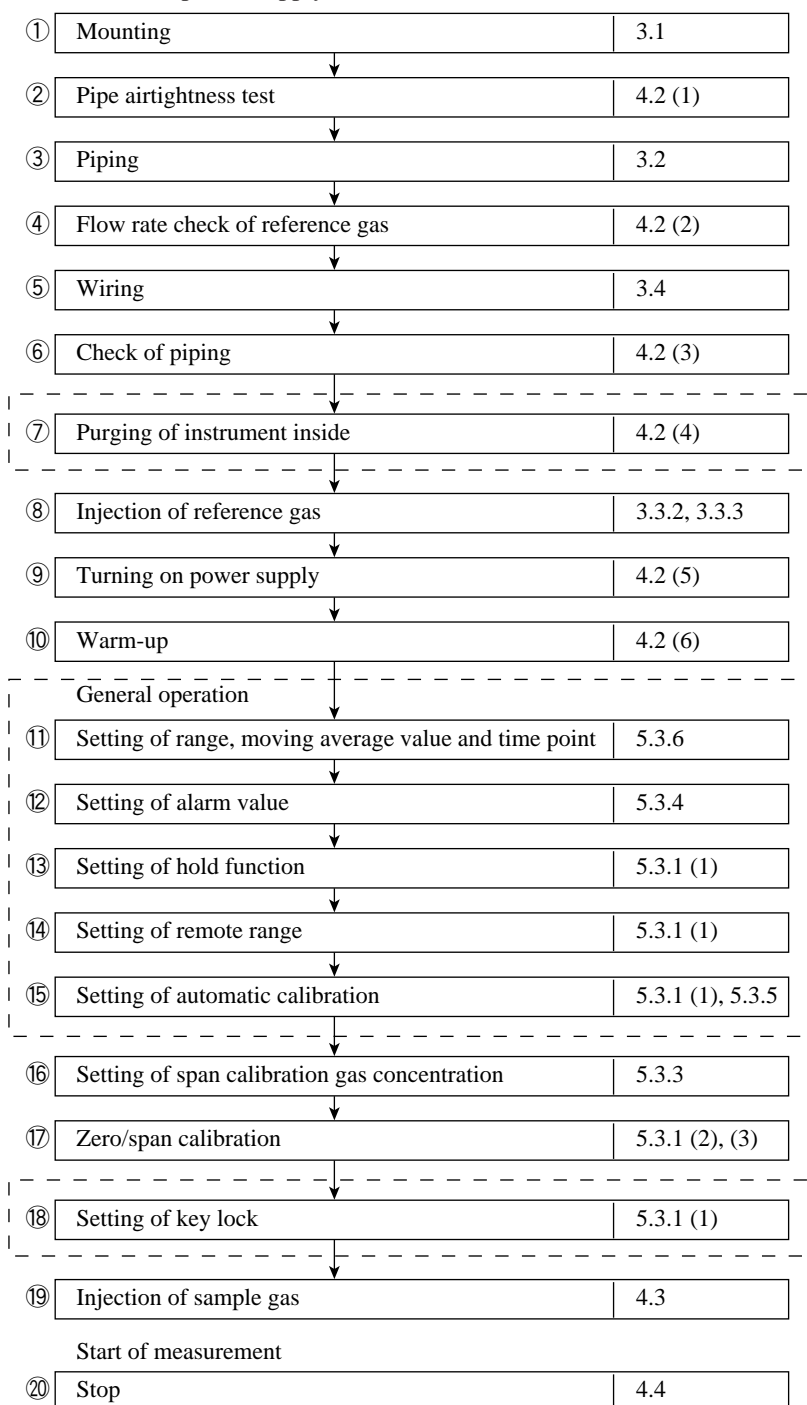 ① Mounting 3.1
② Pipe airtightness test 4.2 (1)
③ Piping 3.2
④ Flow rate check of reference gas 4.2 (2)
⑤ Wiring 3.4
⑥ Check of piping 4.2 (3)
⑦ Purging of instrument inside 4.2 (4)
⑧ Injection of reference gas 3.3.2, 3.3.3
⑨ Turning on power supply 4.2 (5)
⑩ Warm-up 4.2 (6)
General operation
⑪ Setting of range, moving average value and time point 5.3.6
⑫ Setting of alarm value 5.3.4
⑬ Setting of hold function 5.3.1 (1)
⑭ Setting of remote range 5.3.1 (1)
⑮ Setting of automatic calibration 5.3.1 (1), 5.3.5
⑯ Setting of span calibration gas concentration 5.3.3
⑰ Zero/span calibration 5.3.1 (2), (3)
⑱ Setting of key lock 5.3.1 (1)
⑲ Injection of sample gas 4.3
Start of measurement
⑳ Stop 4.4